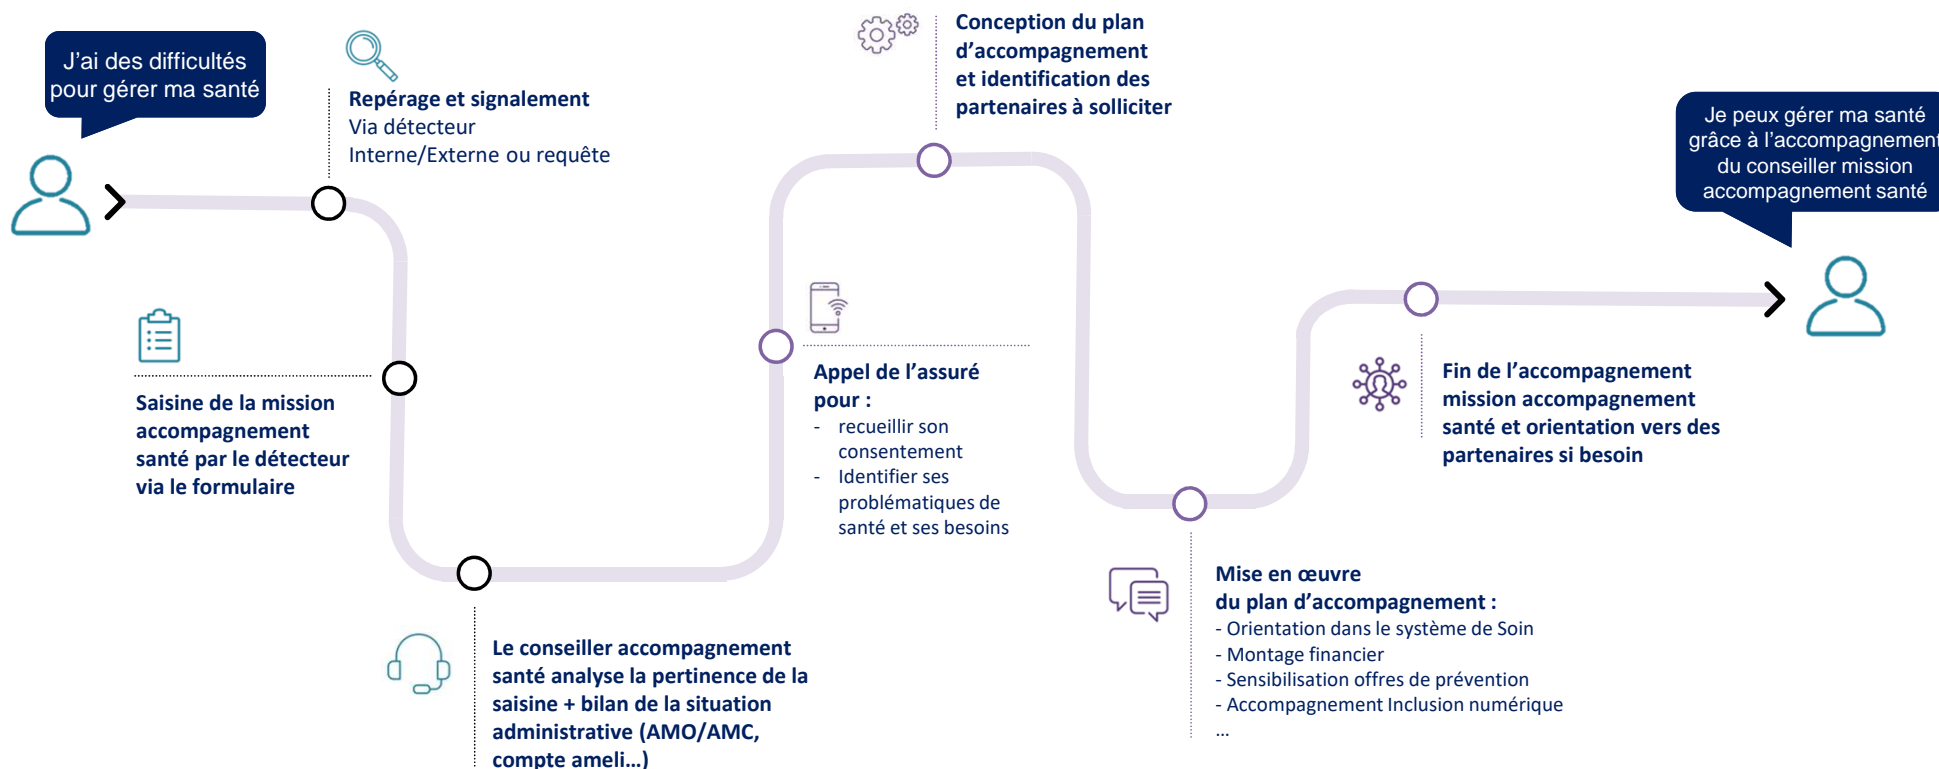 J’ai des difficultés
pour gérer ma santé
Repérage et signalement
Via détecteur
Interne/Externe ou requête
Saisine de la mission
accompagnement
santé par le détecteur
via le formulaire
Le conseiller accompagnement
santé analyse la pertinence de la
saisine + bilan de la situation
administrative (AMO/AMC,
compte ameli…)
Appel de l’assuré
pour :
- recueillir son
consentement
- Identifier ses
problématiques de
santé et ses besoins
Conception du plan
d’accompagnement
et identification des
partenaires à solliciter
Mise en œuvre
du plan d’accompagnement :
- Orientation dans le système de Soin
- Montage financier
- Sensibilisation offres de prévention
- Accompagnement Inclusion numérique
…
Fin de l’accompagnement
mission accompagnement
santé et orientation vers des
partenaires si besoin
Je peux gérer ma santé
grâce à l’accompagnement
du conseiller mission
accompagnement santé